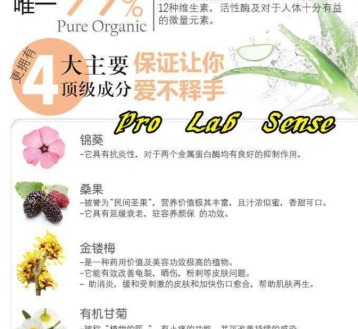 唯一 99%
Pure Organic
12种维生素，活性酶及对于人体十分有益
的微量元素。
更拥有
4大主要 保证让你
顶级成分 爱不释手
Pro Lab Sense
锦葵
-它具有抗炎性，对于两个金属蛋白酶均有良好的抑制作用。
桑果
-被誉为"民间圣果"，营养价值极其丰富，且汁浓似蜜，香甜可口。
-它具有延缓衰老，驻容养颜保 的功效。
金镂梅
-是一种药用价值及美容功效极高的植物。
-它能有效改善龟裂，晒伤，粉刺等皮肤问题。
- 助消炎，缓和受刺激的皮肤和加快伤口愈合，帮助肌肤再生。
有机甘菊